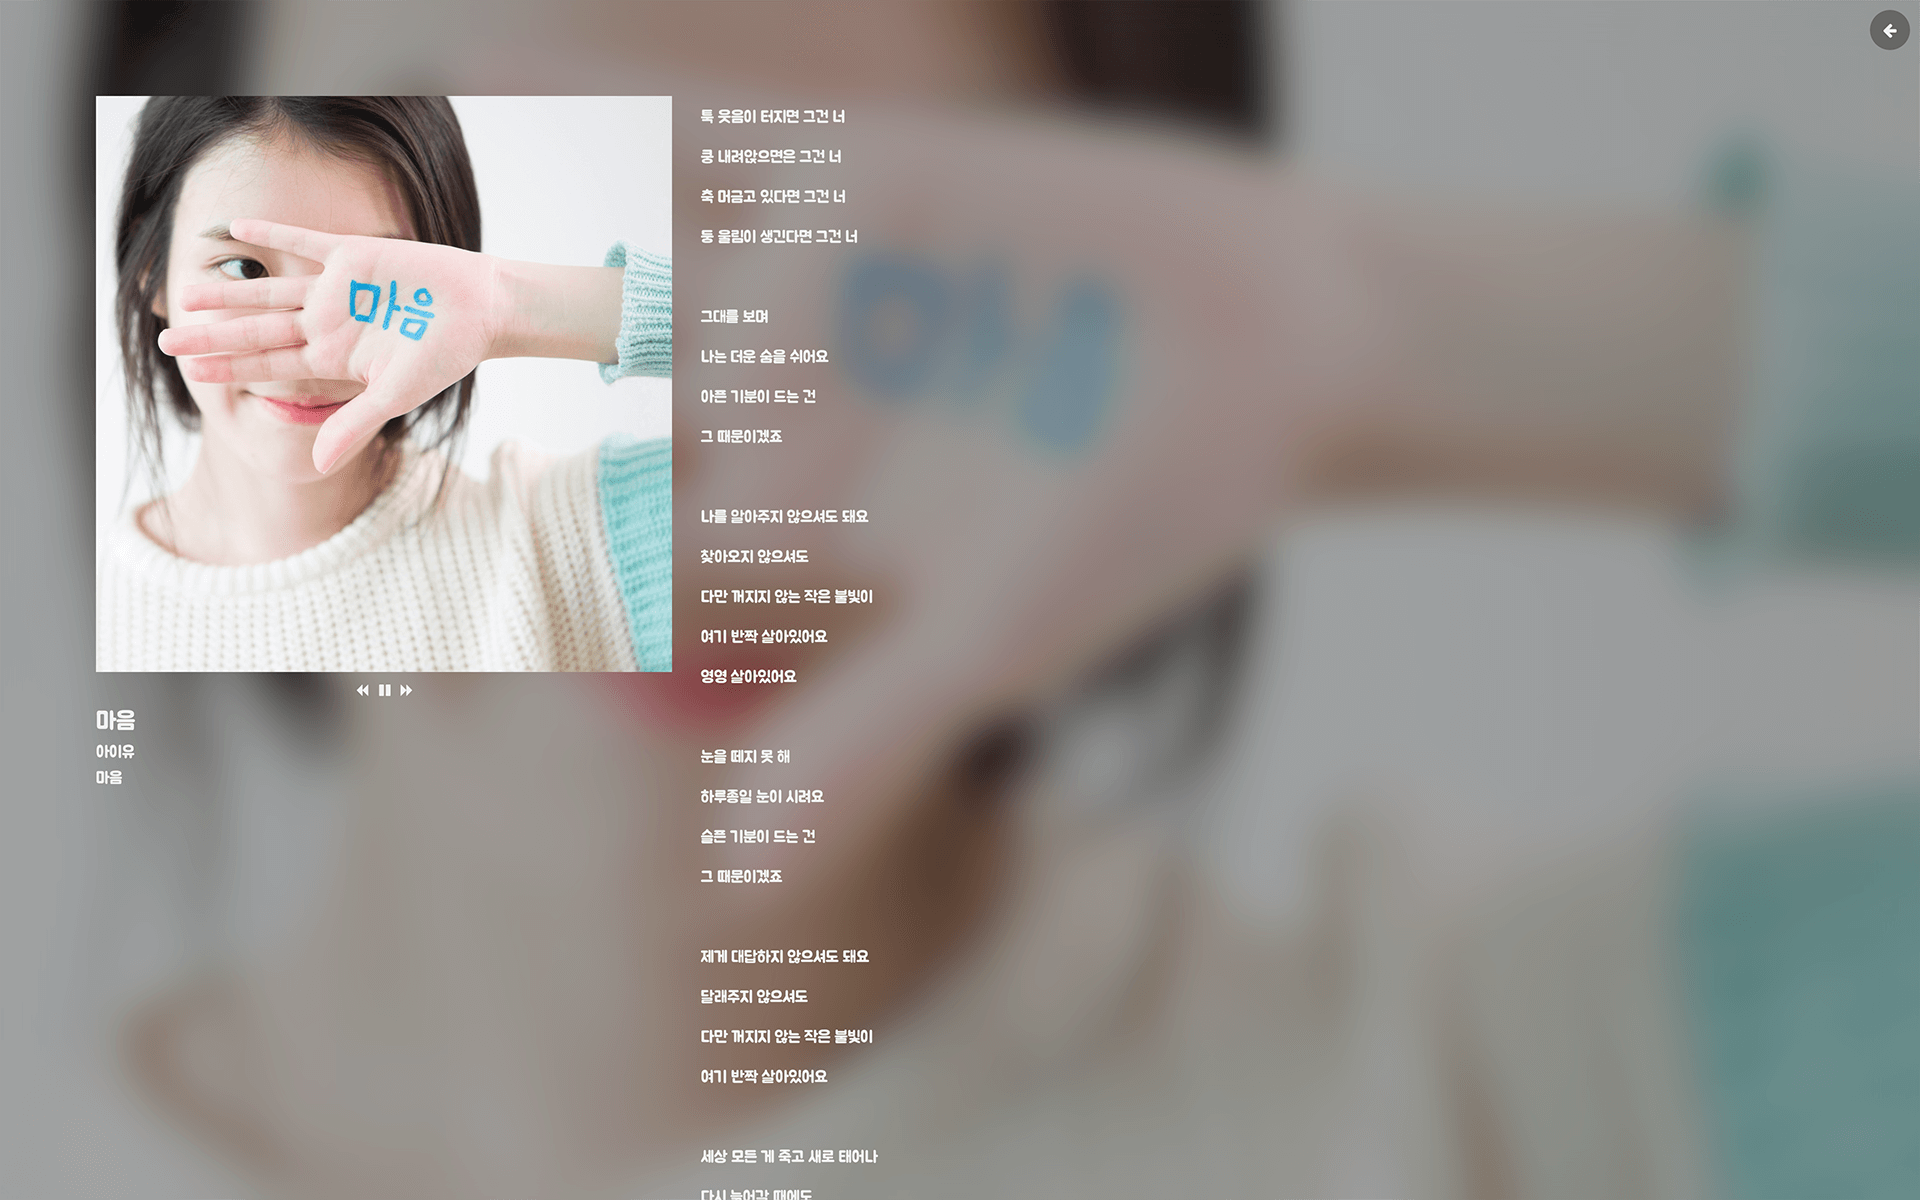 마음
마음
아이유
마음
툭 웃음이 터지면 그건 너
쿵 내려앉으면은 그건 너
축 머금고 있다면 그건 너
둥 울림이 생긴다면 그건 너
그대를 보며
나는 더운 숨을 쉬어요
아픈 기분이 드는 건
그 때문이겠죠
나를 알아주지 않으셔도 돼요
찾아오지 않으셔도
다만 꺼지지 않는 작은 불빛이
여기 반짝 살아있어요
영영 살아있어요
눈을 떼지 못 해
하루종일 눈이 시려요
슬픈 기분이 드는 건
그 때문이겠죠
제게 대답하지 않으셔도 돼요
달래주지 않으셔도
다만 꺼지지 않는 작은 불빛이
여기 반짝 살아있어요
세상 모든 게 죽고 새로 태어나
다시 늙어갈 때에도